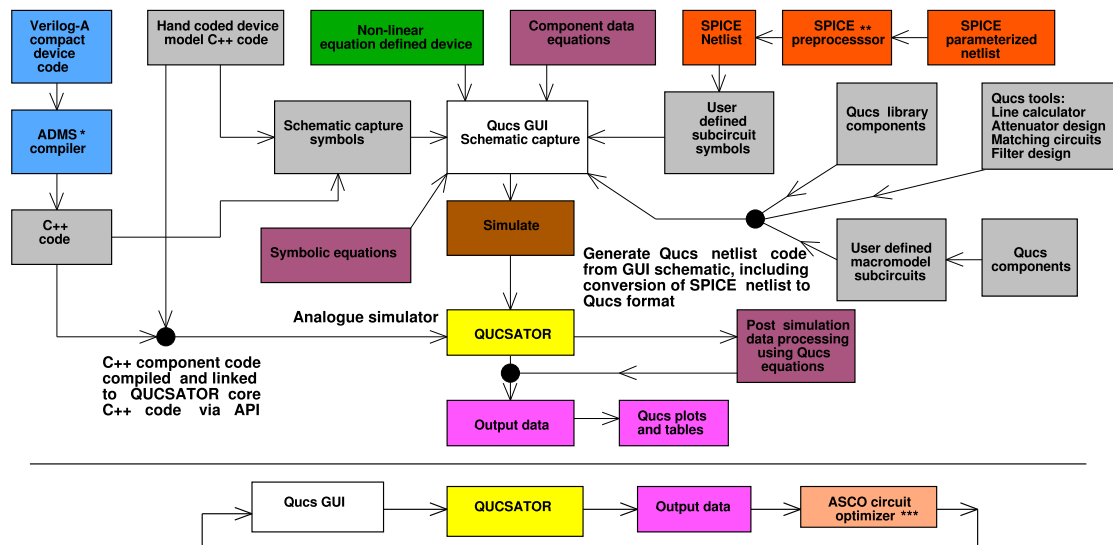 Verilog-A
compact
device
code
Hand coded device
model C++ code
Non-linear
equation defined device
Component data
equations
SPICE
Netlist
SPICE **
preprocesssor
SPICE
parameterized
netlist
ADMS *
compiler
Schematic capture
symbols
Qucs GUI
Schematic capture
User
defined
subcircuit
symbols
Qucs library
components
Qucs tools:
Line calculator
Attenuator design
Matching circuits
Filter design
C++
code
Symbolic equations
Simulate
Generate Qucs netlist code
from GUI schematic, including
conversion of SPICE netlist to
Qucs format
User defined
macromodel
subcircuits
Qucs
components
Analogue simulator
QUCSATOR
Post simulation
data processing
using Qucs
equations
C++ component code
compiled and linked
to QUCSATOR core
C++ code via API
Output data
Qucs plots
and tables
Qucs GUI
QUCSATOR
Output data
ASCO circuit
optimizer ***